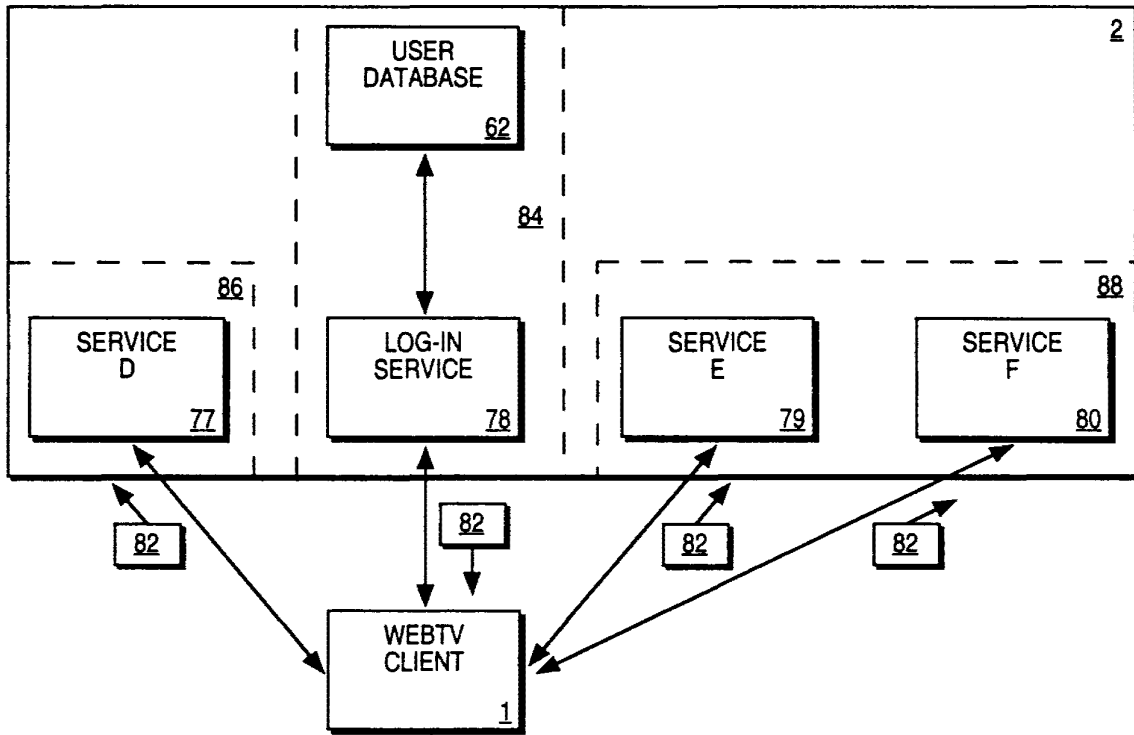 2
USER
DATABASE
62
84
86
88
SERVICE
D
77
LOG-IN
SERVICE
78
SERVICE
E
79
SERVICE
F
80
82
82
82
82
WEBTV
CLIENT
1